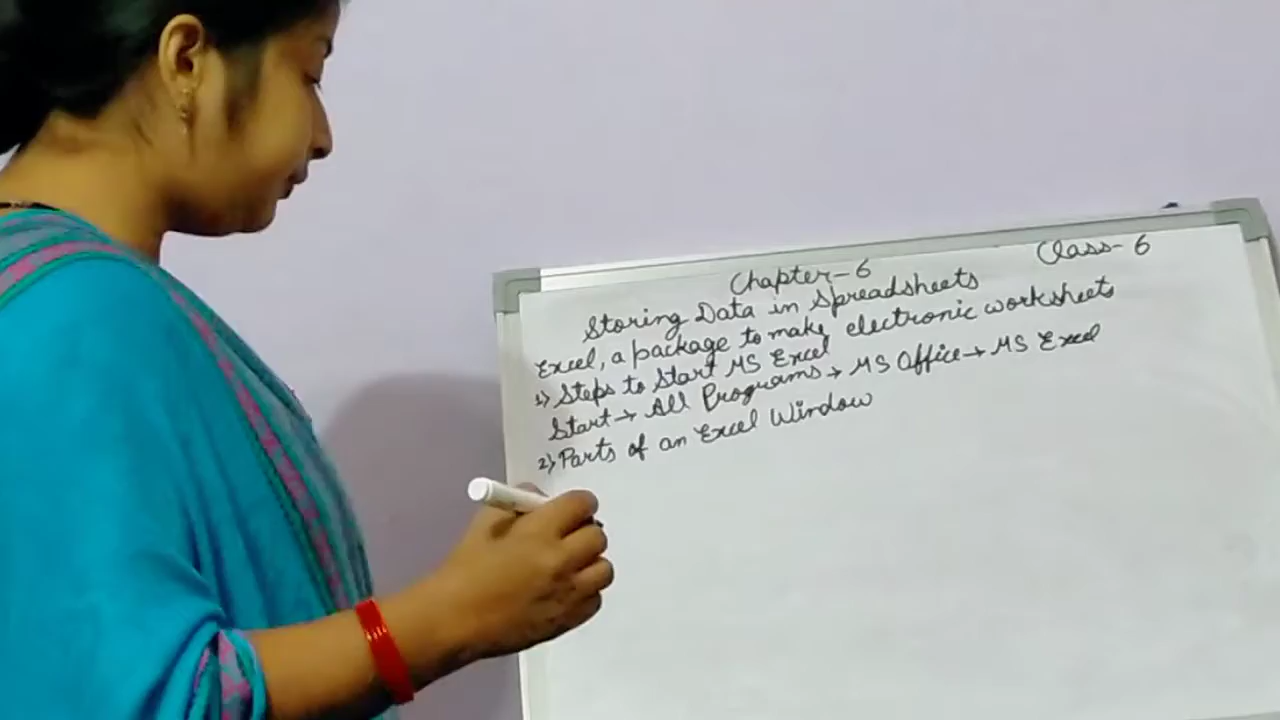 Chapter-6
Class-6
Storing Data in Spreadsheets
Excel, a package to make electronic worksheets
1) Steps to Start MS Excel
Start → All Programs → MS Office → MS Excel
2) Parts of an Excel Window